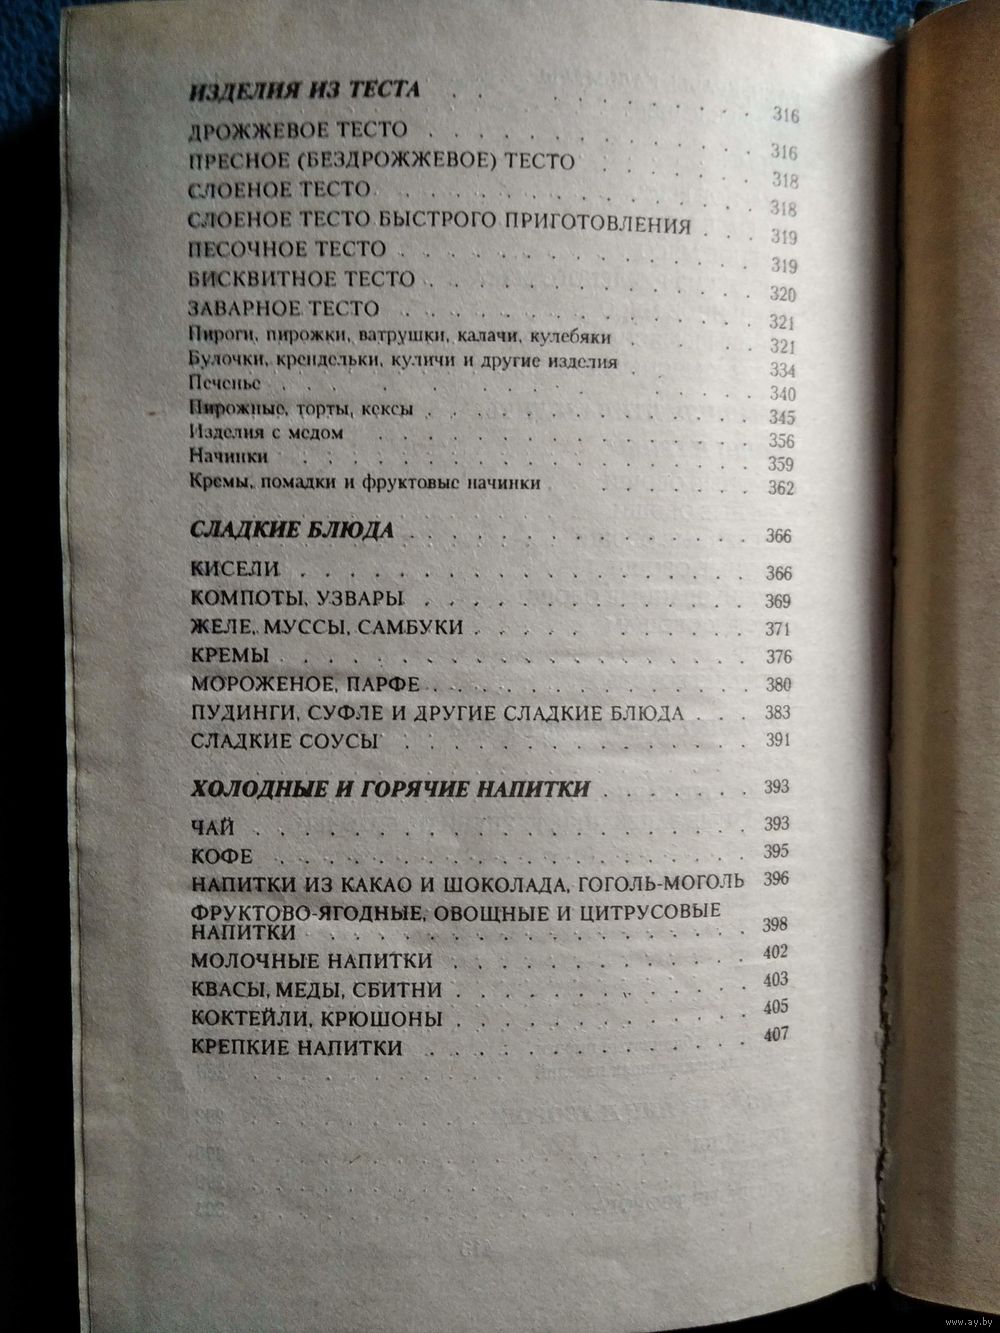 ИЗДЕЛИЯ ИЗ ТЕСТА . . . . . . . . . . . 316
ДРОЖЖЕВОЕ ТЕСТО . . . . . . . . . . . 316
ПРЕСНОЕ (БЕЗДРОЖЖЕВОЕ) ТЕСТО . . . . . . 318
СЛОЕНОЕ ТЕСТО . . . . . . . . . . . . 318
СЛОЕНОЕ ТЕСТО БЫСТРОГО ПРИГОТОВЛЕНИЯ . . . 319
ПЕСОЧНОЕ ТЕСТО . . . . . . . . . . . . 319
БИСКВИТНОЕ ТЕСТО . . . . . . . . . . . 320
ЗАВАРНОЕ ТЕСТО . . . . . . . . . . . . 321
Пироги, пирожки, ватрушки, калачи, кулебяки . . . . 321
Булочки, крендельки, куличи и другие изделия . . . . 334
Печенье . . . . . . . . . . . . . 340
Пирожные, торты, кексы . . . . . . . . . . 345
Изделия с медом . . . . . . . . . . . 356
Начинки . . . . . . . . . . . . . 359
Кремы, помадки и фруктовые начинки . . . . . . 362
СЛАДКИЕ БЛЮДА . . . . . . . . . . . . 366
КИСЕЛИ . . . . . . . . . . . . . . 366
КОМПОТЫ, УЗВАРЫ . . . . . . . . . . . 369
ЖЕЛЕ, МУССЫ, САМБУКИ . . . . . . . . . 371
КРЕМЫ . . . . . . . . . . . . . . 376
МОРОЖЕНОЕ, ПАРФЕ . . . . . . . . . . . 380
ПУДИНГИ, СУФЛЕ И ДРУГИЕ СЛАДКИЕ БЛЮДА . . . 383
СЛАДКИЕ СОУСЫ . . . . . . . . . . . . 391
ХОЛОДНЫЕ И ГОРЯЧИЕ НАПИТКИ . . . . . . . 393
ЧАЙ . . . . . . . . . . . . . . . 393
КОФЕ . . . . . . . . . . . . . . . 395
НАПИТКИ ИЗ КАКАО И ШОКОЛАДА, ГОГОЛЬ-МОГОЛЬ 396
ФРУКТОВО-ЯГОДНЫЕ, ОВОЩНЫЕ И ЦИТРУСОВЫЕ
НАПИТКИ . . . . . . . . . . . . . . 398
МОЛОЧНЫЕ НАПИТКИ . . . . . . . . . . . 402
КВАСЫ, МЕДЫ, СБИТНИ . . . . . . . . . . 403
КОКТЕЙЛИ, КРЮШОНЫ . . . . . . . . . . 405
КРЕПКИЕ НАПИТКИ . . . . . . . . . . . 407
www.ay.by